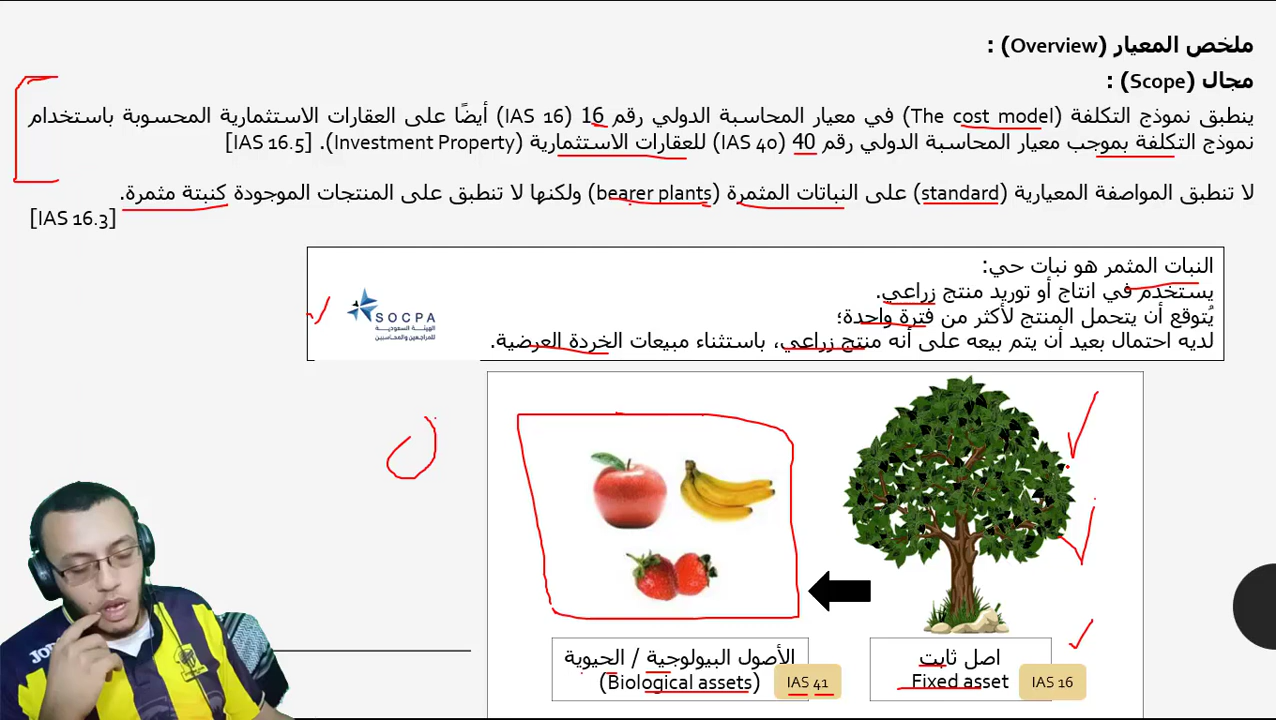 ملخص المعيار (Overview) :
مجال (Scope) :
ينطبق نموذج التكلفة (The cost model) في معيار المحاسبة الدولي رقم 16 (IAS 16) أيضًا على العقارات الاستثمارية المحسوبة باستخدام
نموذج التكلفة بموجب معيار المحاسبة الدولي رقم 40 (IAS 40) للعقارات الاستثمارية (Investment Property). [IAS 16.5]
لا تنطبق المواصفة المعيارية (standard) على النباتات المثمرة (bearer plants) ولكنها لا تنطبق على المنتجات الموجودة كنبتة مثمرة.
[IAS 16.3]
النبات المثمر هو نبات حي:
يستخدم في انتاج أو توريد منتج زراعي.
يُتوقع أن يتحمل المنتج لأكثر من فترة واحدة؛
لديه احتمال بعيد أن يتم بيعه على أنه منتج زراعي، باستثناء مبيعات الخردة العرضية.
SOCPA
الهيئة السعودية
للمراجعين والمحاسبين
اصل ثابت
Fixed asset
IAS 16
الأصول البيولوجية / الحيوية
(Biological assets)
IAS 41